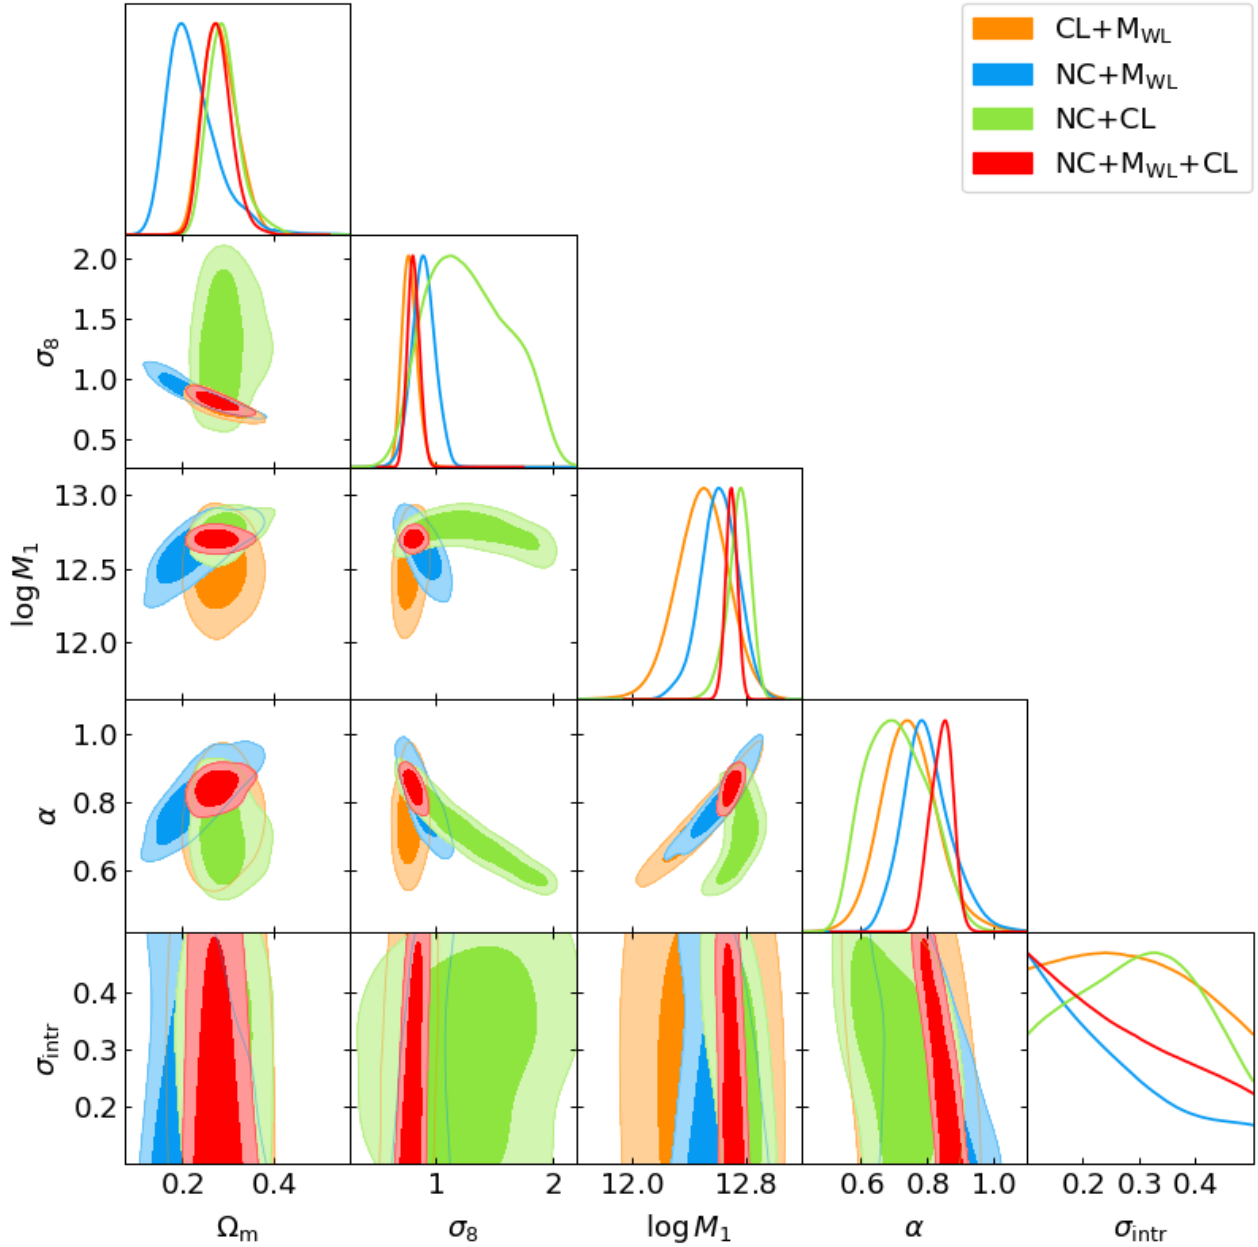 CL+M_WL
NC+M_WL
NC+CL
NC+M_WL+CL
2.0
1.5
1.0
0.5
σ_8
13.0
12.5
12.0
log M_1
1.0
0.8
0.6
α
0.4
0.3
0.2
σ_intr
0.2 0.4 1 2 12.0 12.8 0.6 0.8 1.0 0.2 0.3 0.4
Ω_m σ_8 log M_1 α σ_intr